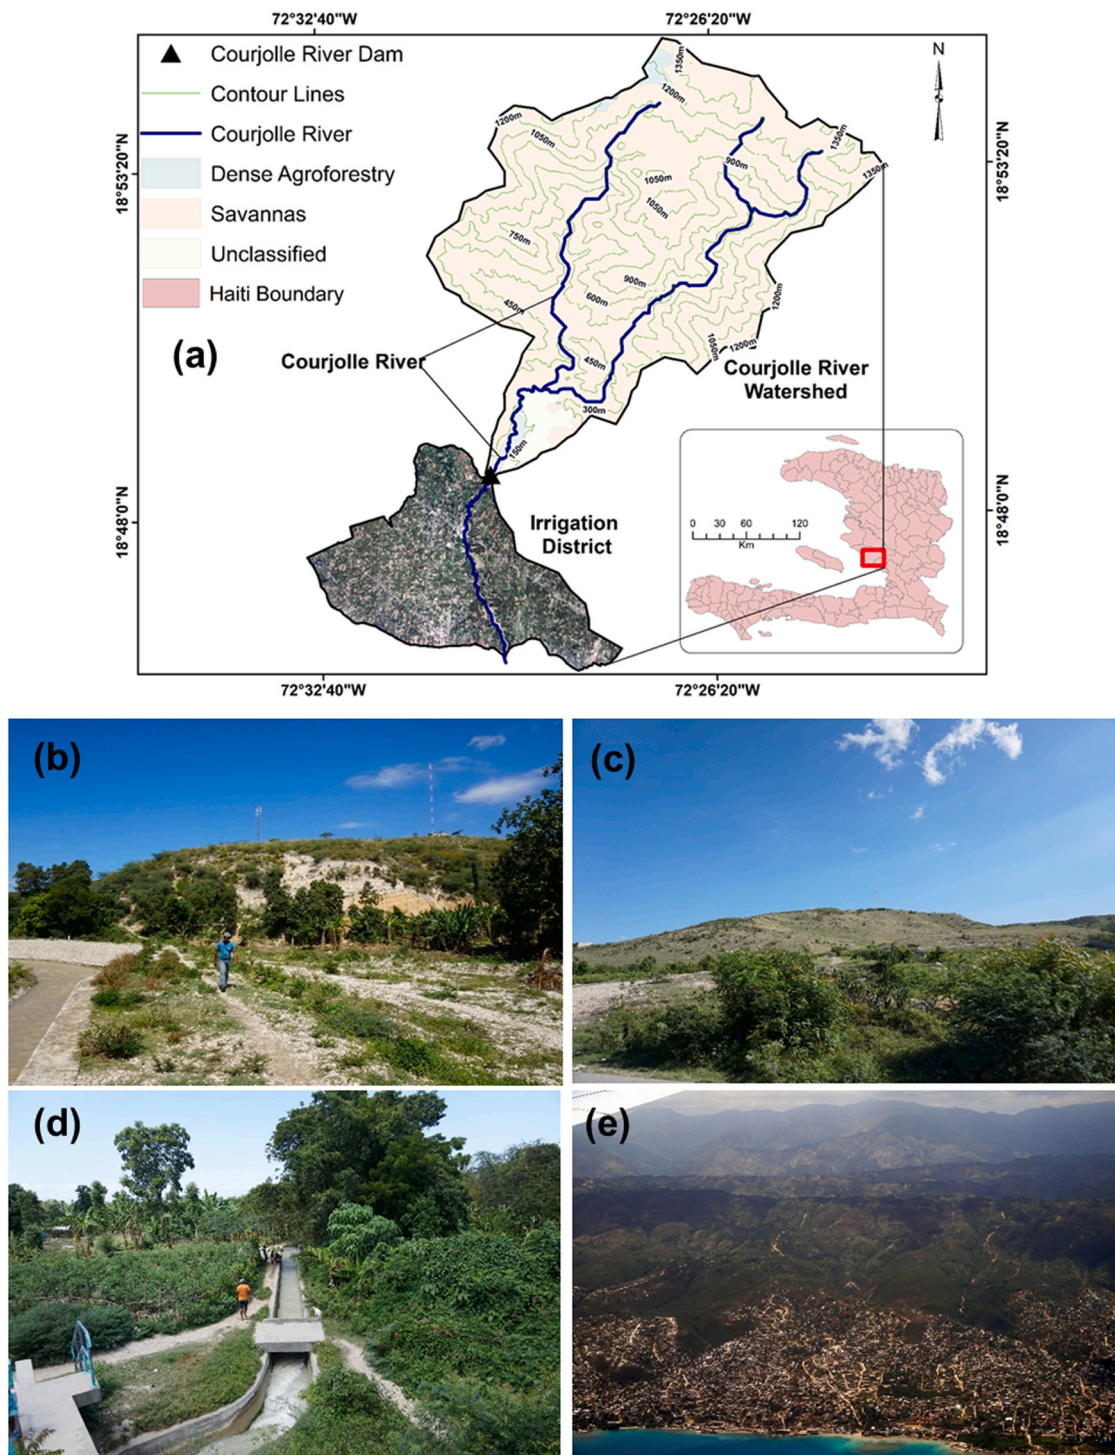 72°32'40"W
72°26'20"W
Courjolle River Dam
Contour Lines
Courjolle River
Dense Agroforestry
Savannas
Unclassified
Haiti Boundary
N
18°53'20"N
18°53'20"N
1350m
1200m
1200m
1050m
1350m
900m
1350m
1050m
1050m
750m
900m
600m
1200m
450m
1050m
1200m
450m
300m
150m
(a)
Courjolle River
Courjolle River
Watershed
Irrigation
District
18°48'0"N
18°48'0"N
0 30 60 120
Km
72°32'40"W
72°26'20"W
(b)
(c)
(d)
(e)